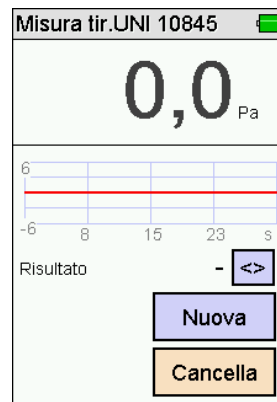 Misura tir.UNI 10845
0,0 Pa
6
-6 8 15 23 s
Risultato - <>
Nuova
Cancella